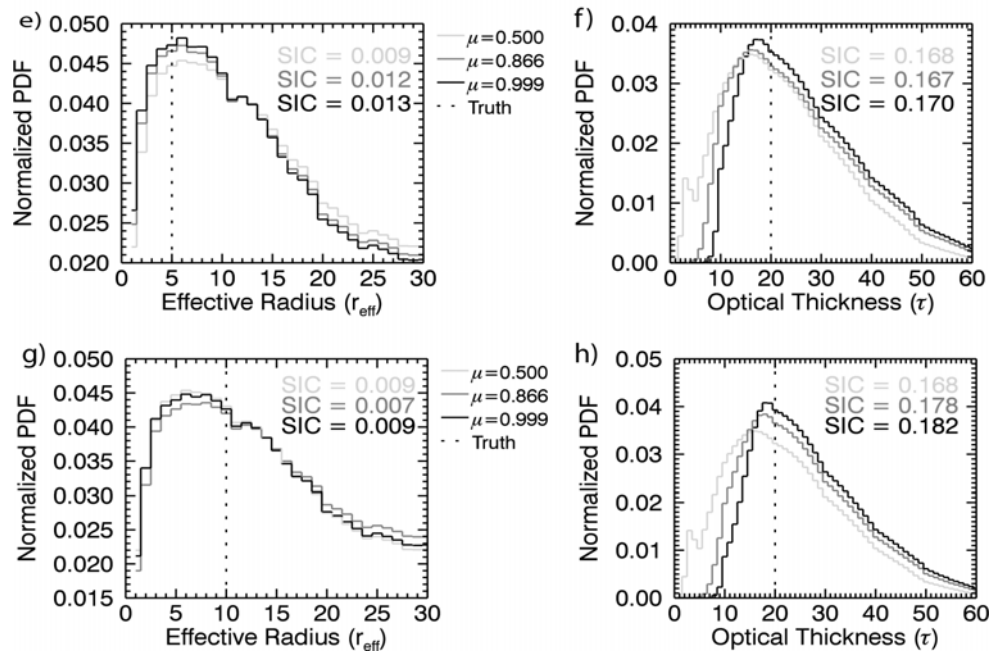 e)
0.050
0.045
0.040
0.035
0.030
0.025
0.020
Normalized PDF
SIC = 0.009
SIC = 0.012
SIC = 0.013
0 5 10 15 20 25 30
Effective Radius (r_eff)
μ=0.500
μ=0.866
μ=0.999
Truth
f)
0.04
0.03
0.02
0.01
0.00
Normalized PDF
SIC = 0.168
SIC = 0.167
SIC = 0.170
0 10 20 30 40 50 60
Optical Thickness (τ)
g)
0.050
0.045
0.040
0.035
0.030
0.025
0.020
0.015
Normalized PDF
SIC = 0.009
SIC = 0.007
SIC = 0.009
0 5 10 15 20 25 30
Effective Radius (r_eff)
μ=0.500
μ=0.866
μ=0.999
Truth
h)
0.05
0.04
0.03
0.02
0.01
0.00
Normalized PDF
SIC = 0.168
SIC = 0.178
SIC = 0.182
0 10 20 30 40 50 60
Optical Thickness (τ)